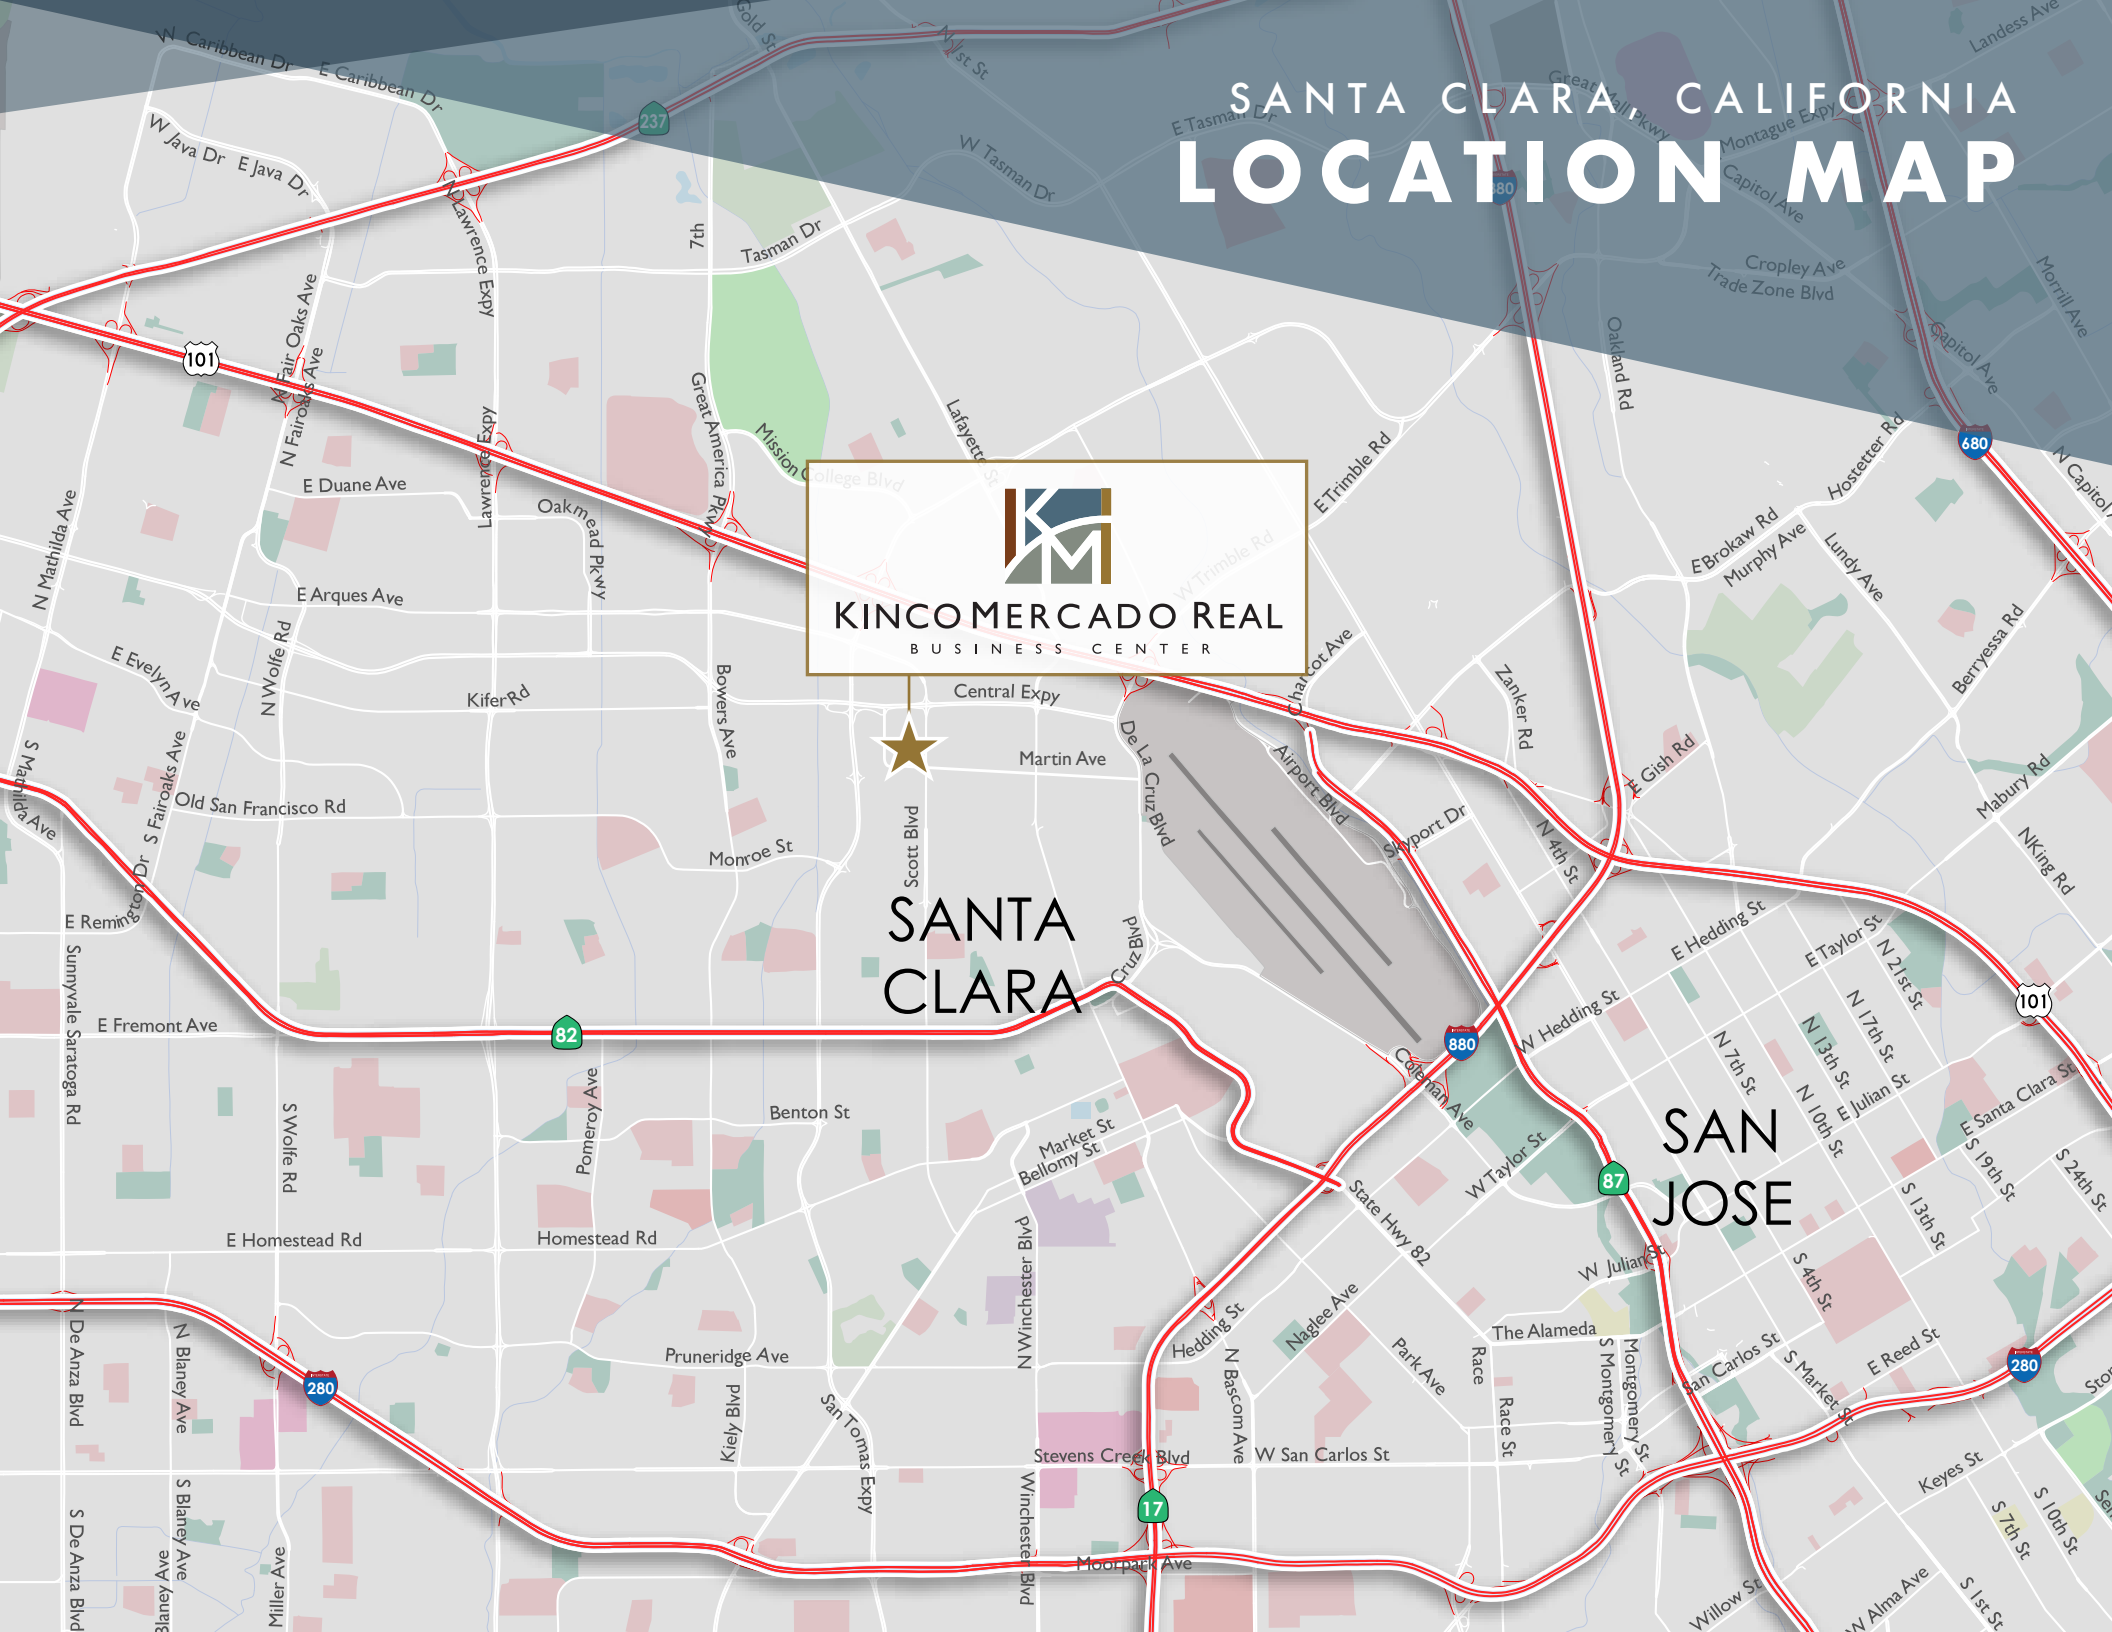 SANTA CLARA, CALIFORNIA
LOCATION MAP
W Caribbean Dr
E Caribbean Dr
Gold St
N 1st St
Landess Ave
Great Mall Pkwy
Montague Expy
E Tasman Dr
W Tasman Dr
237
W Java Dr
E Java Dr
N Lawrence Expy
7th
Tasman Dr
880
Capitol Ave
Cropley Ave
Trade Zone Blvd
Morrill Ave
Capitol Ave
Oakland Rd
101
N Fair Oaks Ave
N Fairoaks Ave
Great America Pkwy
Lafayette St
Mission College Blvd
Lawrence Expy
E Duane Ave
Oakmead Pkwy
E Trimble Rd
W Trimble Rd
Hostetter Rd
680
N Capitol
E Brokaw Rd
Murphy Ave
Lundy Ave
N Mathilda Ave
E Arques Ave
KM
KINCO MERCADO REAL
BUSINESS CENTER
Charcot Ave
Berryessa Rd
E Evelyn Ave
N Wolfe Rd
Kifer Rd
Bowers Ave
Central Expy
De La Cruz Blvd
Martin Ave
Airport Blvd
Zanker Rd
E Gish Rd
Mabury Rd
S Mathilda Ave
S Fairoaks Ave
Old San Francisco Rd
Monroe St
Scott Blvd
Skyport Dr
N 4th St
N King Rd
E Remington Dr
SANTA
CLARA
Cruz Blvd
E Hedding St
E Taylor St
N 21st St
101
Sunnyvale Saratoga Rd
E Fremont Ave
82
880
W Hedding St
N 17th St
N 13th St
N 7th St
N 10th St
E Julian St
E Santa Clara St
Coleman Ave
S Wolfe Rd
Pomeroy Ave
Benton St
Market St
Bellomy St
SAN
JOSE
87
W Taylor St
S 19th St
S 24th St
S 13th St
State Hwy 82
E Homestead Rd
Homestead Rd
N Winchester Blvd
W Julian St
S 4th St
N De Anza Blvd
N Blaney Ave
280
Pruneridge Ave
Kiely Blvd
San Tomas Expy
Hedding St
Naglee Ave
N Bascom Ave
Park Ave
The Alameda
Race
Race St
S Montgomery St
Montgomery St
San Carlos St
S Market St
E Reed St
280
Stevens Creek Blvd
W San Carlos St
17
Keyes St
S 7th St
S 10th St
S De Anza Blvd
S Blaney Ave
Blaney Ave
Miller Ave
Winchester Blvd
Moorpark Ave
Willow St
W Alma Ave
S 1st St